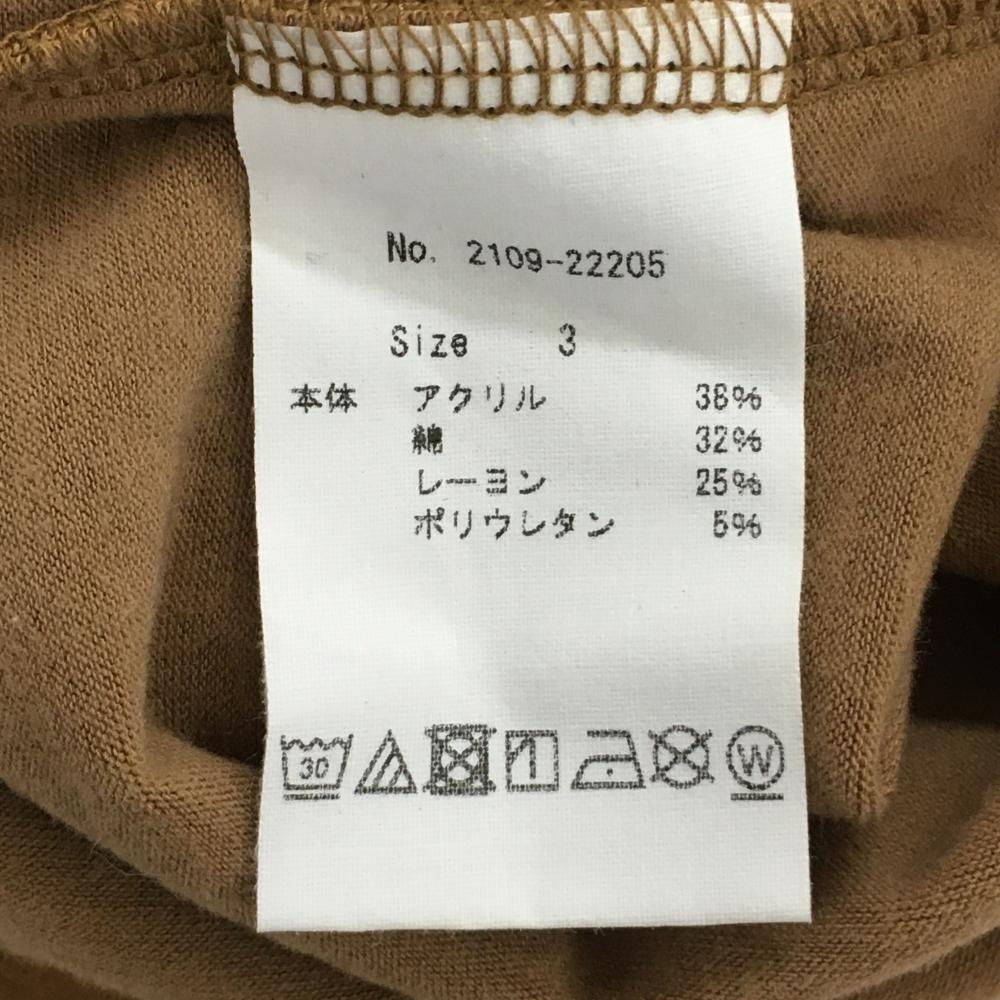 No. 2109-22205
Size 3
本体 アクリル 38%
綿 32%
レーヨン 25%
ポリウレタン 5%
30 W